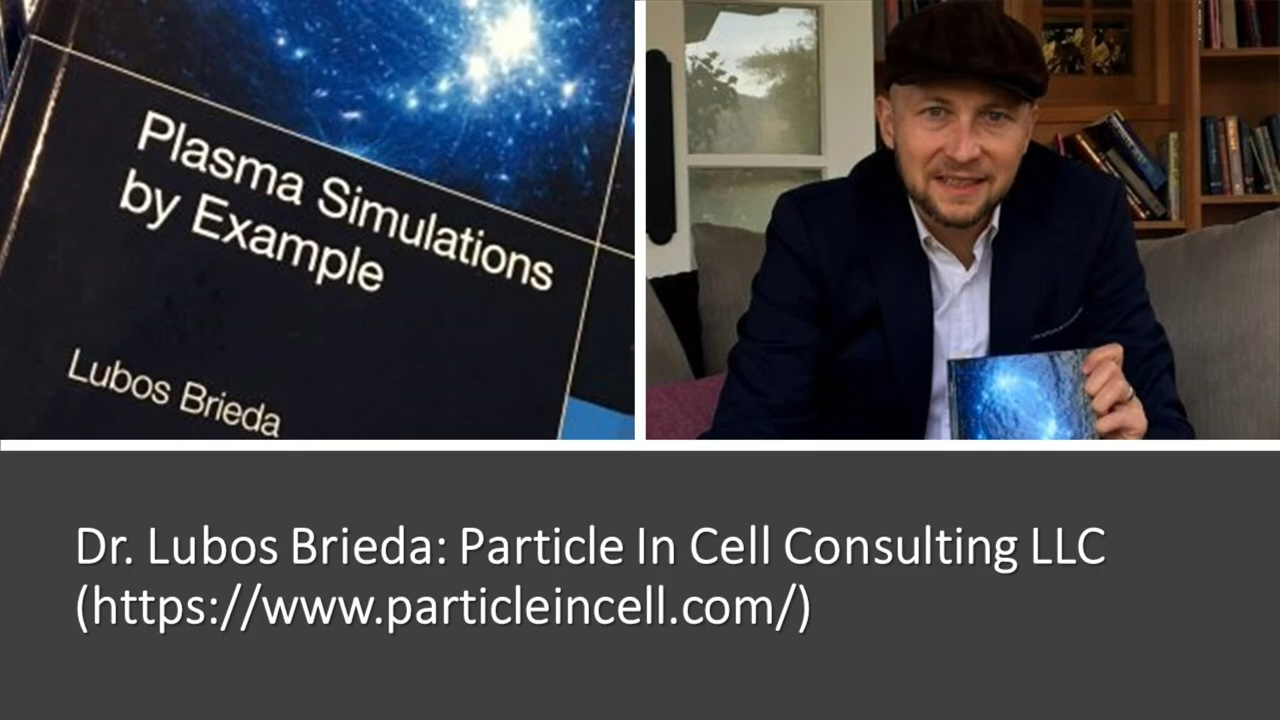 Plasma Simulations
by Example
Lubos Brieda
Dr. Lubos Brieda: Particle In Cell Consulting LLC
(https://www.particleincell.com/)